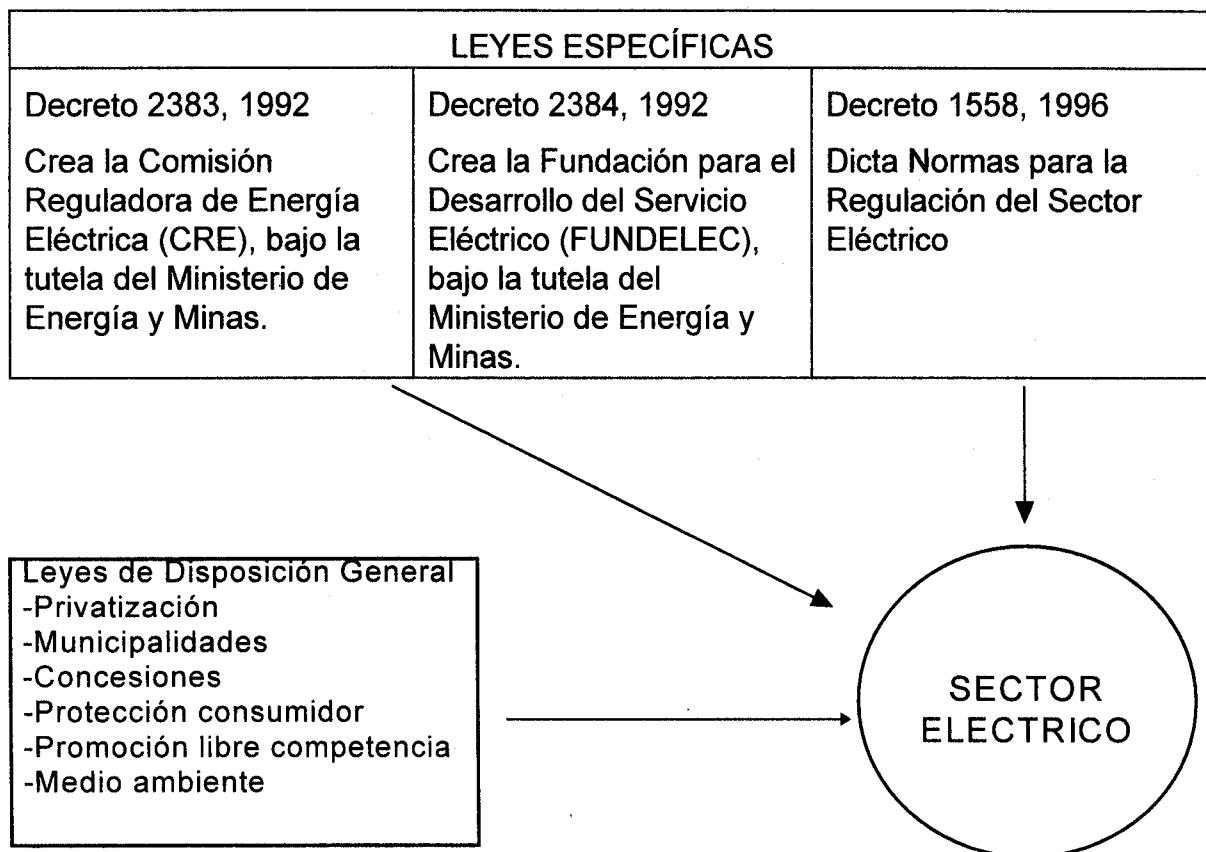 LEYES ESPECÍFICAS
Decreto 2383, 1992
Crea la Comisión
Reguladora de Energía
Eléctrica (CRE), bajo la
tutela del Ministerio de
Energía y Minas.
Decreto 2384, 1992
Crea la Fundación para el
Desarrollo del Servicio
Eléctrico (FUNDELEC),
bajo la tutela del
Ministerio de Energía y
Minas.
Decreto 1558, 1996
Dicta Normas para la
Regulación del Sector
Eléctrico
Leyes de Disposición General
-Privatización
-Municipalidades
-Concesiones
-Protección consumidor
-Promoción libre competencia
-Medio ambiente
SECTOR
ELECTRICO